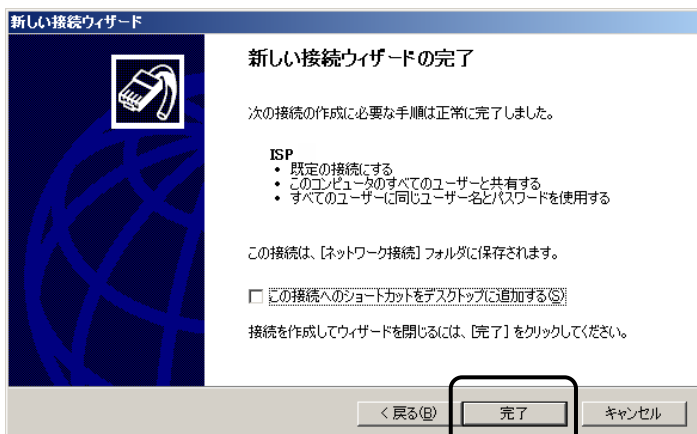 新しい接続ウィザード
新しい接続ウィザードの完了
次の接続の作成に必要な手順は正常に完了しました。
ISP
• 既定の接続にする
• このコンピュータのすべてのユーザーと共有する
• すべてのユーザーに同じユーザー名とパスワードを使用する
この接続は、[ネットワーク接続] フォルダに保存されます。
この接続へのショートカットをデスクトップに追加する(S)
接続を作成してウィザードを閉じるには、[完了] をクリックしてください。
< 戻る(B) 完了 キャンセル